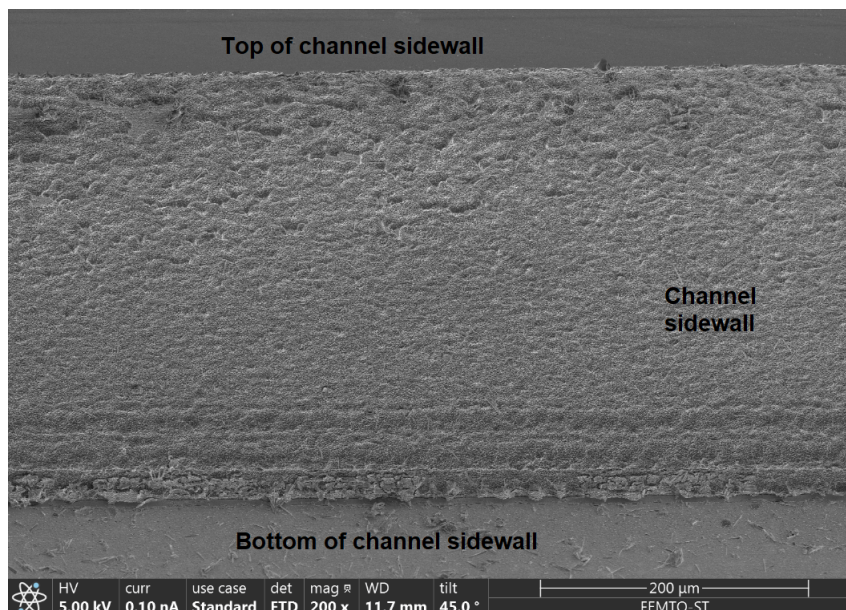 Top of channel sidewall
Channel
sidewall
Bottom of channel sidewall
HV curr use case det mag WD tilt 200 µm
5.00 kV 0.10 nA Standard ETD 200 x 11.7 mm 45.0 ° FEMTO-ST